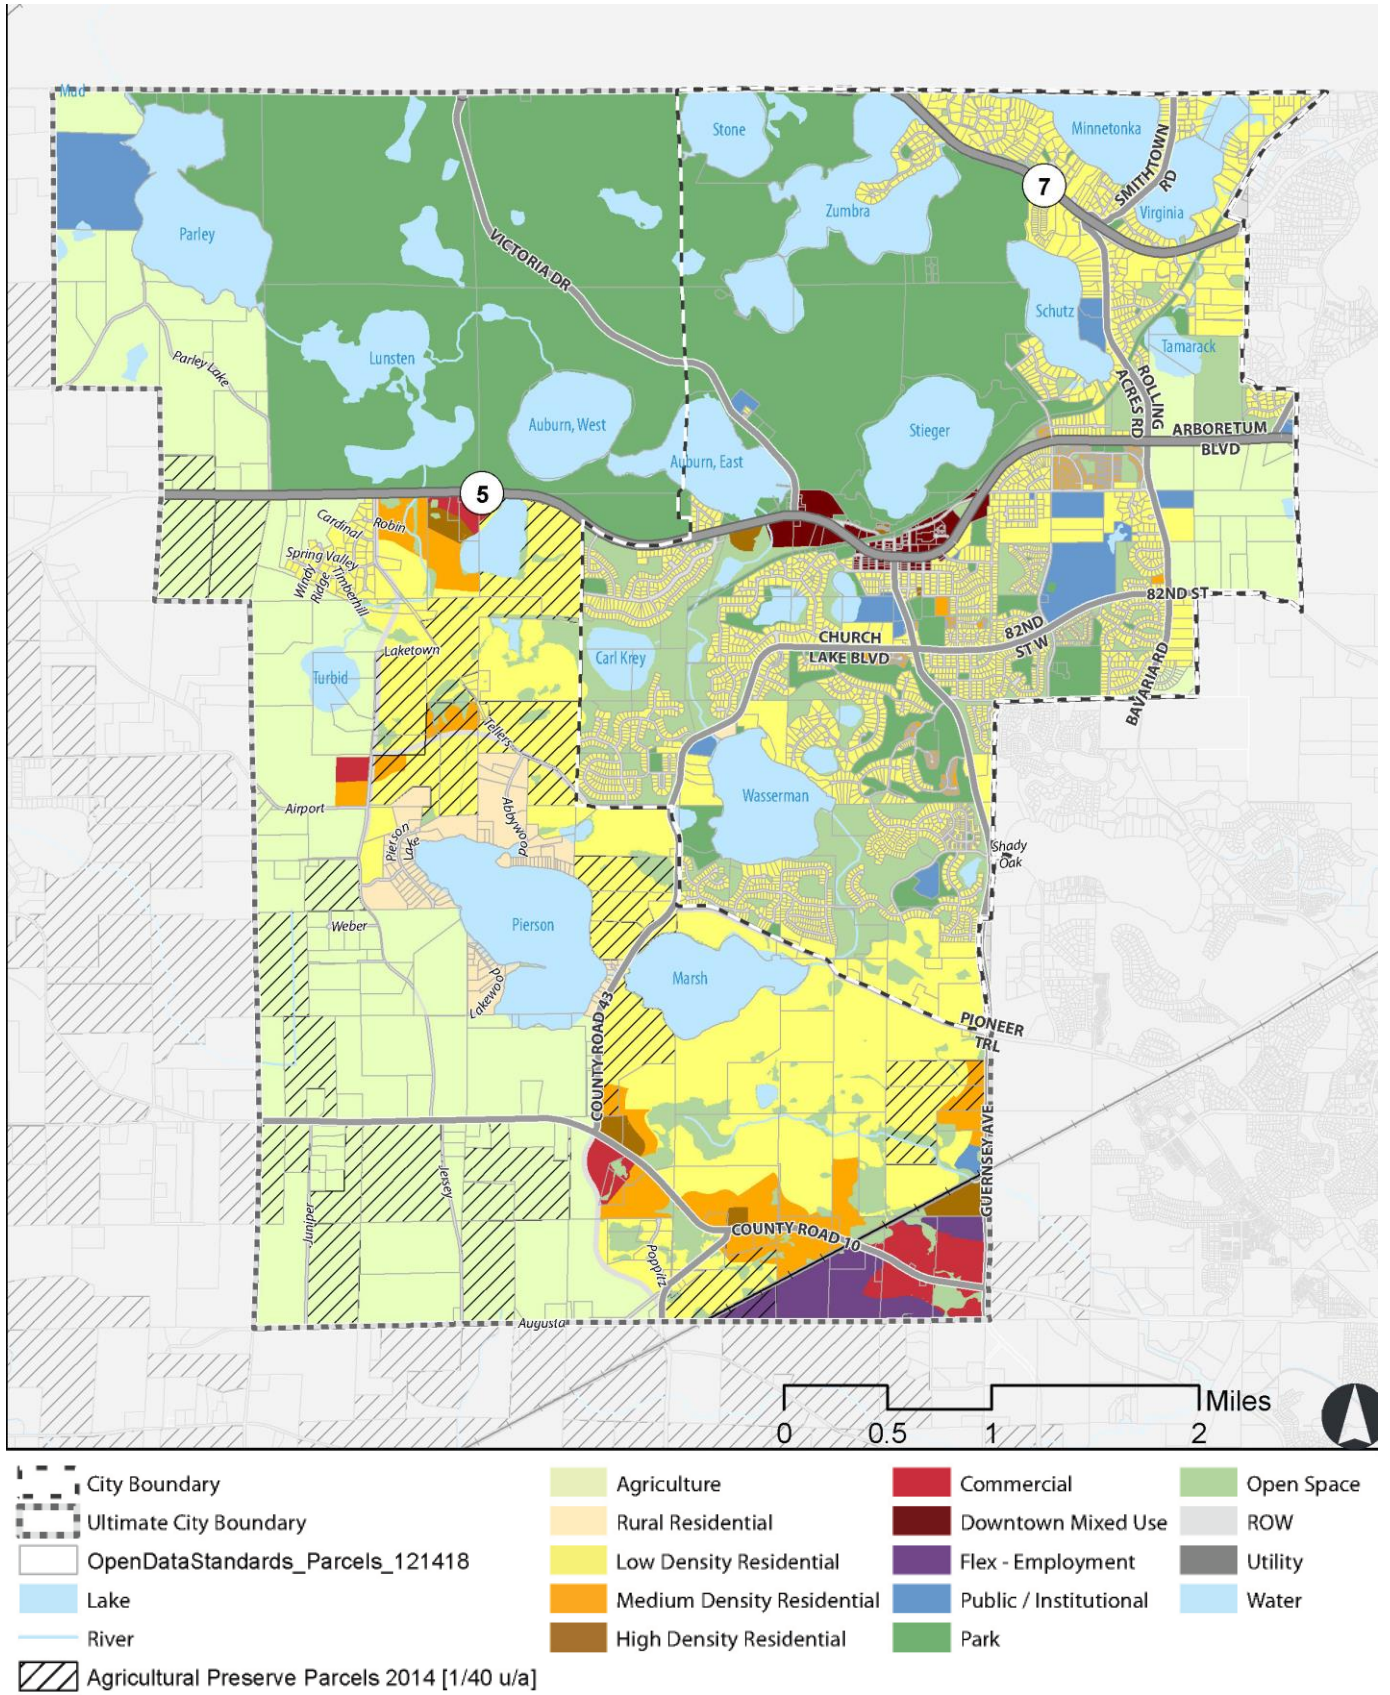 Mud
Stone
Minnetonka
SMITHTOWN
RD
7
Zumbra
Virginia
Parley
VICTORIA DR
Schutz
Tamarack
Lunsten
Parley Lake
ROLLING
ACRES RD
Auburn, West
Stieger
ARBORETUM
BLVD
Auburn, East
5
Cardinal
Robin
Spring Valley
Windy
Ridge
Timberhill
82ND ST
82ND
ST W
CHURCH
LAKE BLVD
Laketown
Carl Krey
Turbid
BAVARIA RD
Tellers
Wasserman
Airport
Abbywood
Pierson
Lake
Shady
Oak
Weber
Pierson
Lakewood
Marsh
COUNTY ROAD 43
PIONEER
TRL
GUERNSEY AVE
Jersey
Juniper
COUNTY ROAD 10
Poppitz
Augusta
Miles
0 0.5 1 2
City Boundary
Ultimate City Boundary
OpenDataStandards_Parcels_121418
Lake
River
Agricultural Preserve Parcels 2014 [1/40 u/a]
Agriculture
Rural Residential
Low Density Residential
Medium Density Residential
High Density Residential
Commercial
Downtown Mixed Use
Flex - Employment
Public / Institutional
Park
Open Space
ROW
Utility
Water